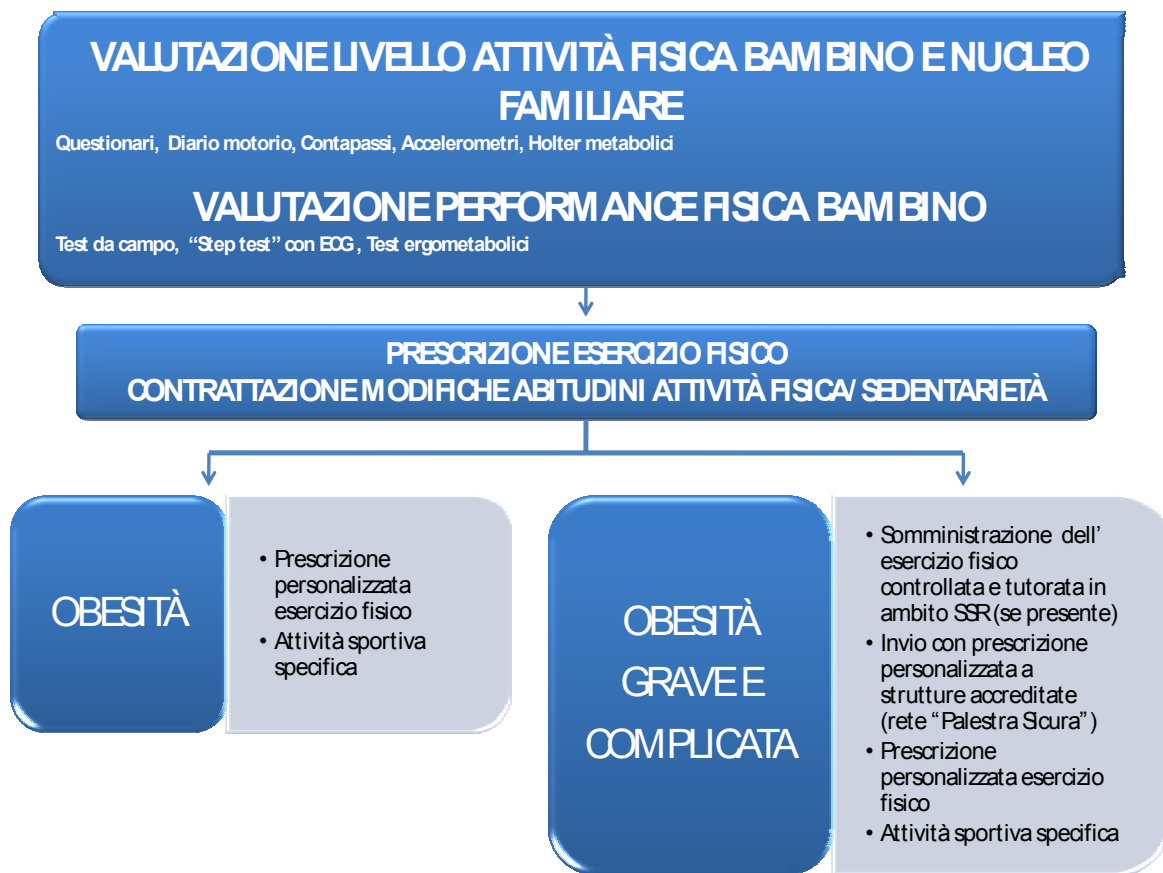 VALUTAZIONE LIVELLO ATTIVITÀ FISICA BAMBINO E NUCLEO
FAMILIARE
Questionari, Diario motorio, Contapassi, Accelerometri, Holter metabolici
VALUTAZIONE PERFORMANCE FISICA BAMBINO
Test da campo, “Step test” con ECG , Test ergometabolici
PRESCRIZIONE ESERCIZIO FISICO
CONTRATTAZIONE MODIFICHE ABITUDINI ATTIVITÀ FISICA/ SEDENTARIETÀ
OBESITÀ
• Prescrizione
personalizzata
esercizio fisico
• Attività sportiva
specifica
OBESITÀ
GRAVE E
COMPLICATA
• Somministrazione dell’
esercizio fisico
controllata e tutorata in
ambito SSR (se presente)
• Invio con prescrizione
personalizzata a
strutture accreditate
(rete “Palestra Sicura” )
• Prescrizione
personalizzata esercizio
fisico
• Attività sportiva specifica